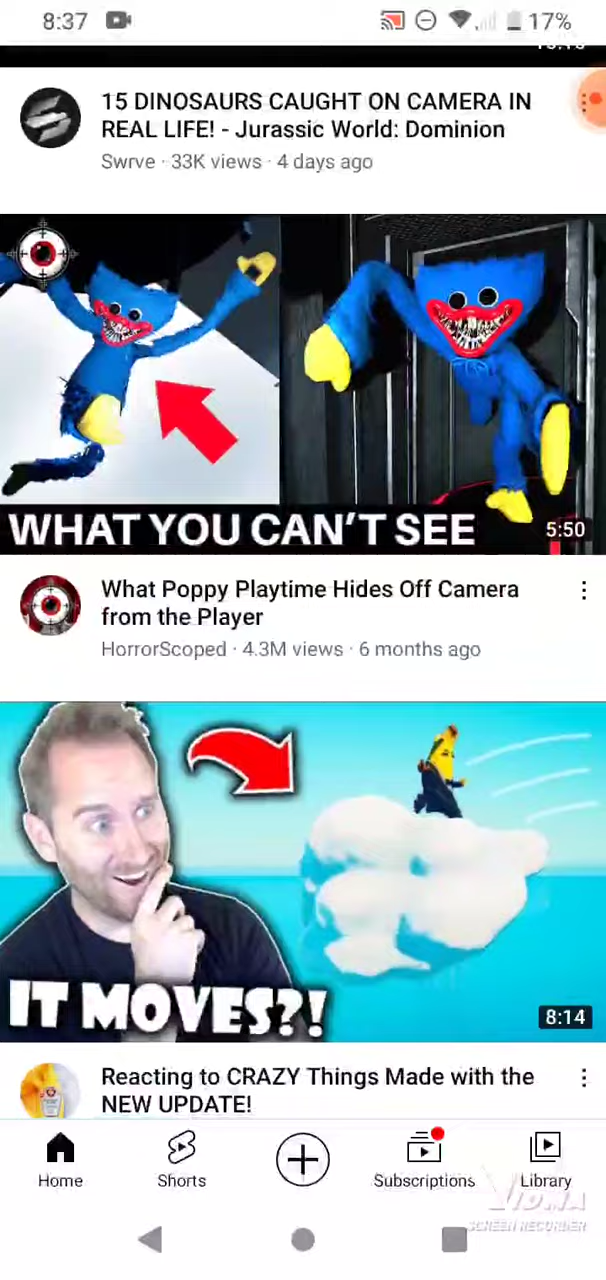 8:37
17%
15 DINOSAURS CAUGHT ON CAMERA IN
REAL LIFE! - Jurassic World: Dominion
Swrve · 33K views · 4 days ago
WHAT YOU CAN'T SEE
5:50
What Poppy Playtime Hides Off Camera
from the Player
HorrorScoped · 4.3M views · 6 months ago
IT MOVES?!
8:14
Reacting to CRAZY Things Made with the
NEW UPDATE!
Home
Shorts
Subscriptions
Library
VIDMA
SCREEN RECORDER